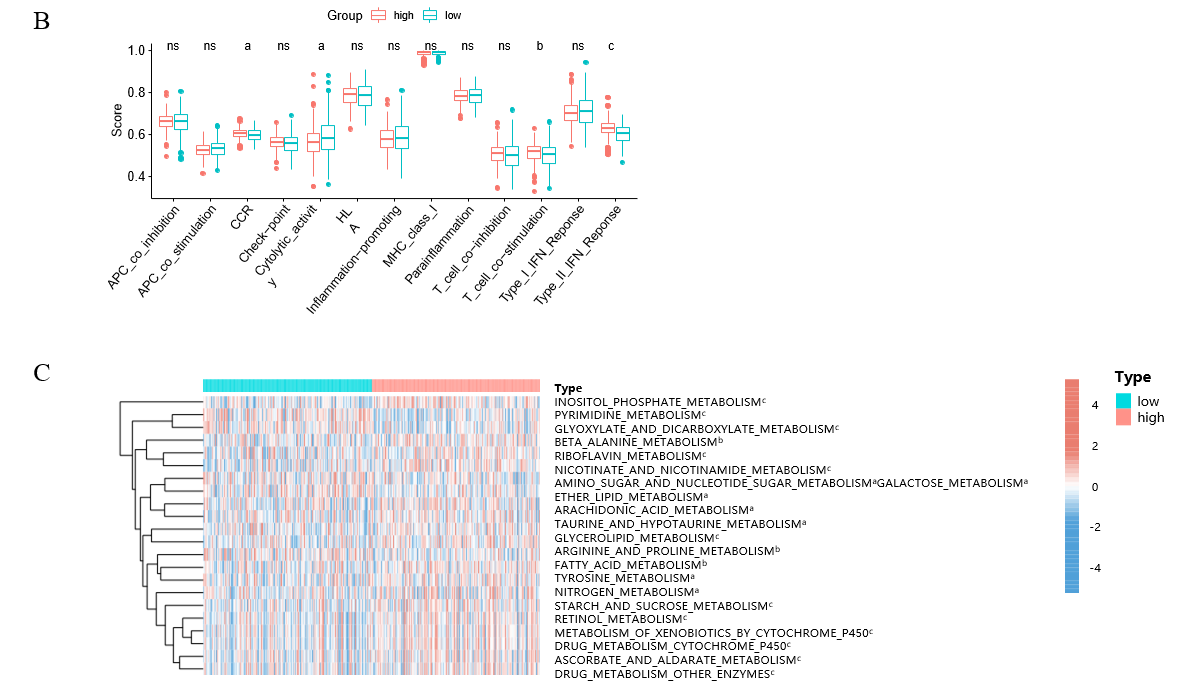 B
Group high low
ns ns a ns a ns ns ns ns ns b ns c
1.0
0.8
0.6
0.4
Score
APC_co_inhibition
APC_co_stimulation
CCR
Check−point
Cytolytic_activit
y
HL
A
Inflammation−promoting
MHC_class_I
Parainflammation
T_cell_co−inhibition
T_cell_co−stimulation
Type_I_IFN_Reponse
Type_II_IFN_Reponse
C
Type
INOSITOL_PHOSPHATE_METABOLISMᶜ
PYRIMIDINE_METABOLISMᶜ
GLYOXYLATE_AND_DICARBOXYLATE_METABOLISMᶜ
BETA_ALANINE_METABOLISMᵇ
RIBOFLAVIN_METABOLISMᶜ
NICOTINATE_AND_NICOTINAMIDE_METABOLISMᶜ
AMINO_SUGAR_AND_NUCLEOTIDE_SUGAR_METABOLISMᵃGALACTOSE_METABOLISMᵃ
ETHER_LIPID_METABOLISMᵃ
ARACHIDONIC_ACID_METABOLISMᵃ
TAURINE_AND_HYPOTAURINE_METABOLISMᵃ
GLYCEROLIPID_METABOLISMᶜ
ARGININE_AND_PROLINE_METABOLISMᵇ
FATTY_ACID_METABOLISMᵇ
TYROSINE_METABOLISMᵃ
NITROGEN_METABOLISMᵃ
STARCH_AND_SUCROSE_METABOLISMᶜ
RETINOL_METABOLISMᶜ
METABOLISM_OF_XENOBIOTICS_BY_CYTOCHROME_P450ᶜ
DRUG_METABOLISM_CYTOCHROME_P450ᶜ
ASCORBATE_AND_ALDARATE_METABOLISMᶜ
DRUG_METABOLISM_OTHER_ENZYMESᶜ
4
2
0
-2
-4
Type
low
high